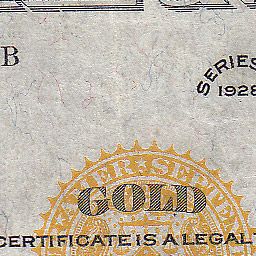 B
SERIES
1928
GOLD
CERTIFICATE IS A LEGAL